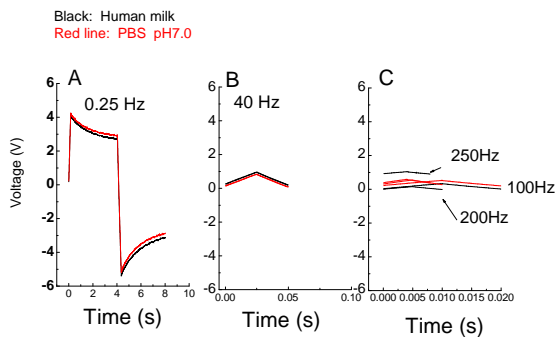 Black: Human milk
Red line: PBS pH7.0
A
B
C
0.25 Hz
40 Hz
250Hz
100Hz
200Hz
Voltage (V)
6
4
2
0
-2
-4
-6
0 2 4 6 8 10
Time (s)
6
4
2
0
-2
-4
-6
0.00 0.05 0.10
Time (s)
6
4
2
0
-2
-4
-6
0.000 0.005 0.010 0.015 0.020
Time (s)